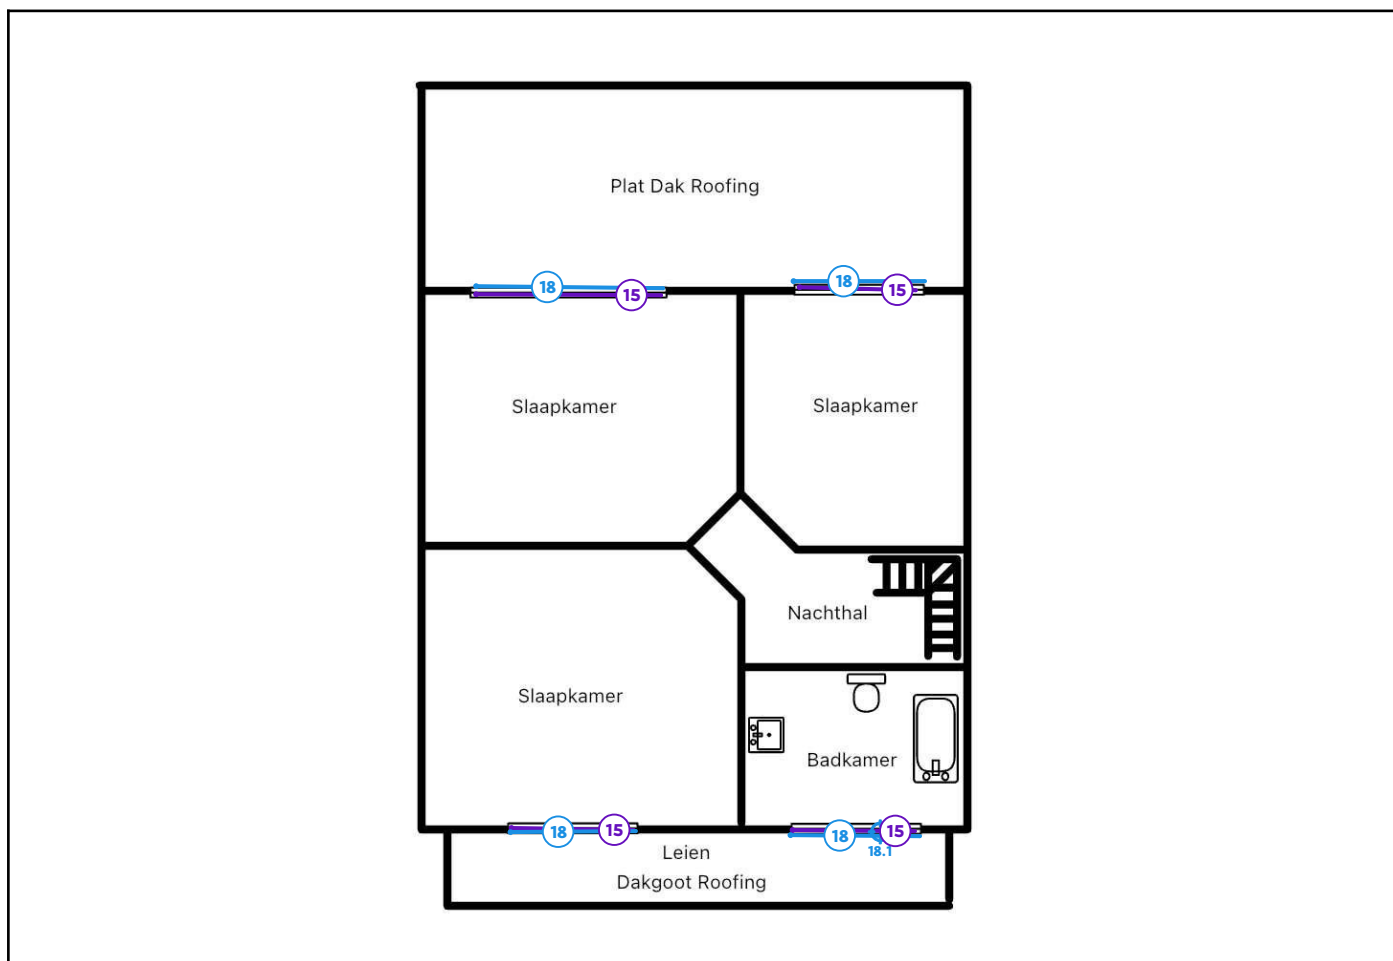 Plat Dak Roofing
18
15
18
15
Slaapkamer
Slaapkamer
Nachthal
Slaapkamer
Badkamer
18
15
18
15
18.1
Leien
Dakgoot Roofing